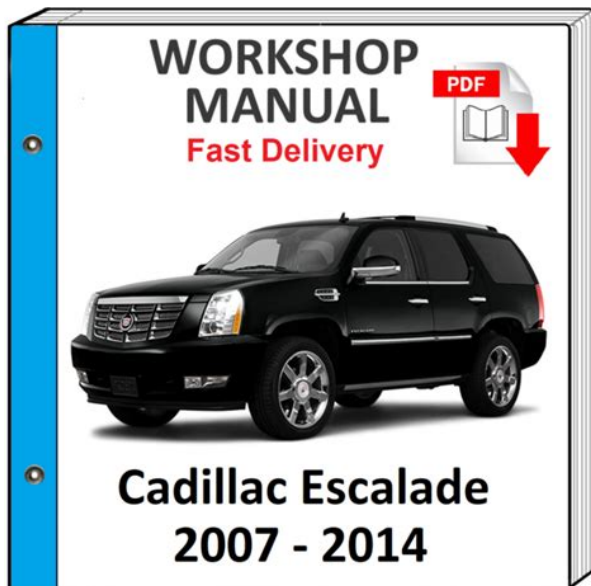 WORKSHOP
MANUAL
Fast Delivery
PDF
Cadillac Escalade
2007 - 2014